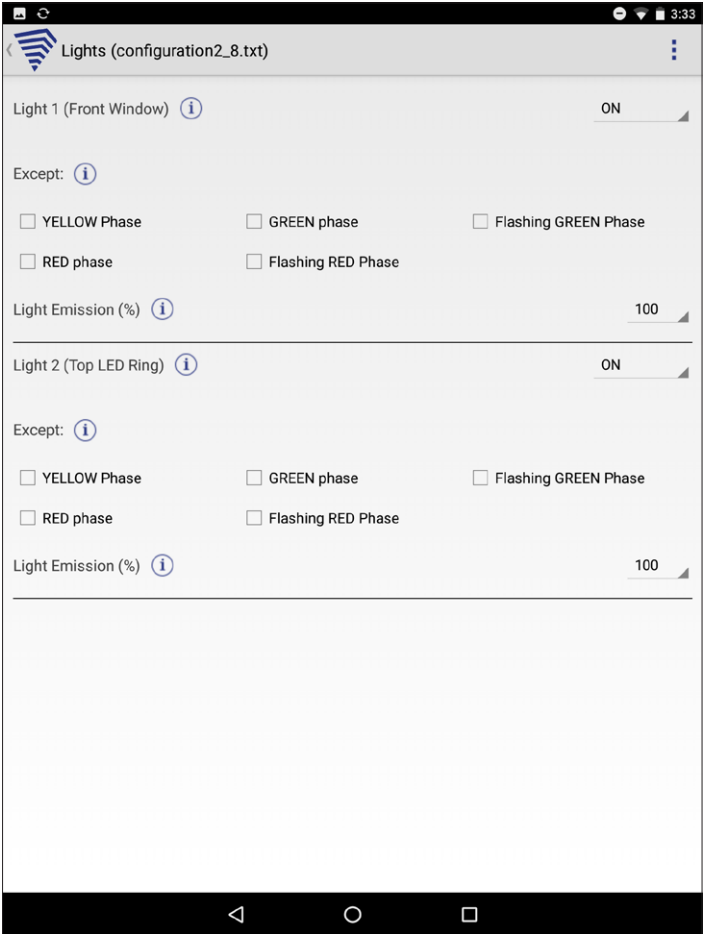 3:33
Lights (configuration2_8.txt)
Light 1 (Front Window) i ON
Except: i
YELLOW Phase GREEN phase Flashing GREEN Phase
RED phase Flashing RED Phase
Light Emission (%) i 100
Light 2 (Top LED Ring) i ON
Except: i
YELLOW Phase GREEN phase Flashing GREEN Phase
RED phase Flashing RED Phase
Light Emission (%) i 100